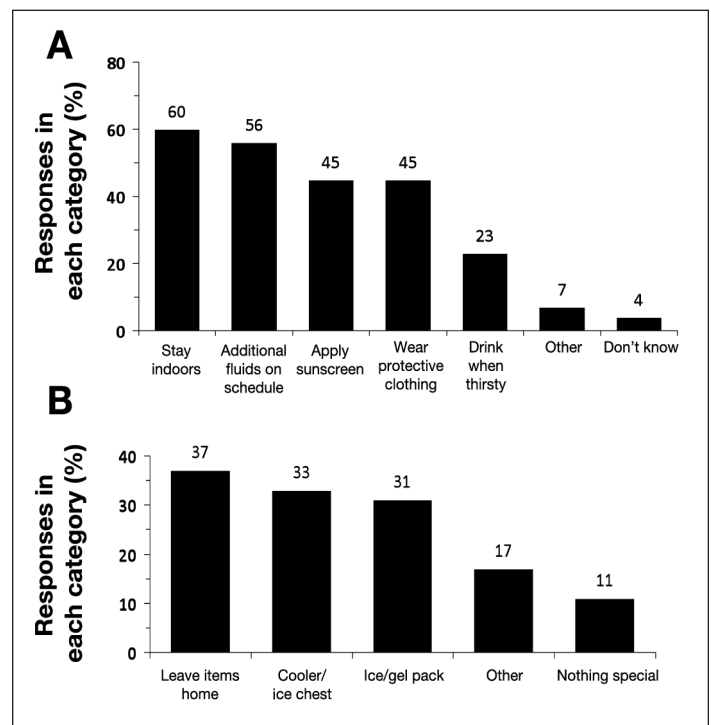 A
Responses in
each category (%)
80
60
40
20
0
60
56
45
45
23
7
4
Stay
indoors
Additional
fluids on
schedule
Apply
sunscreen
Wear
protective
clothing
Drink
when
thirsty
Other
Don’t know
B
Responses in
each category (%)
40
30
20
10
0
37
33
31
17
11
Leave items
home
Cooler/
ice chest
Ice/gel pack
Other
Nothing special